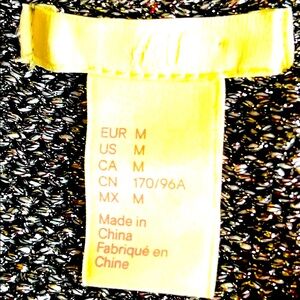 EUR M
US M
CA M
CN 170/96A
MX M
Made in
China
Fabriqué en
Chine